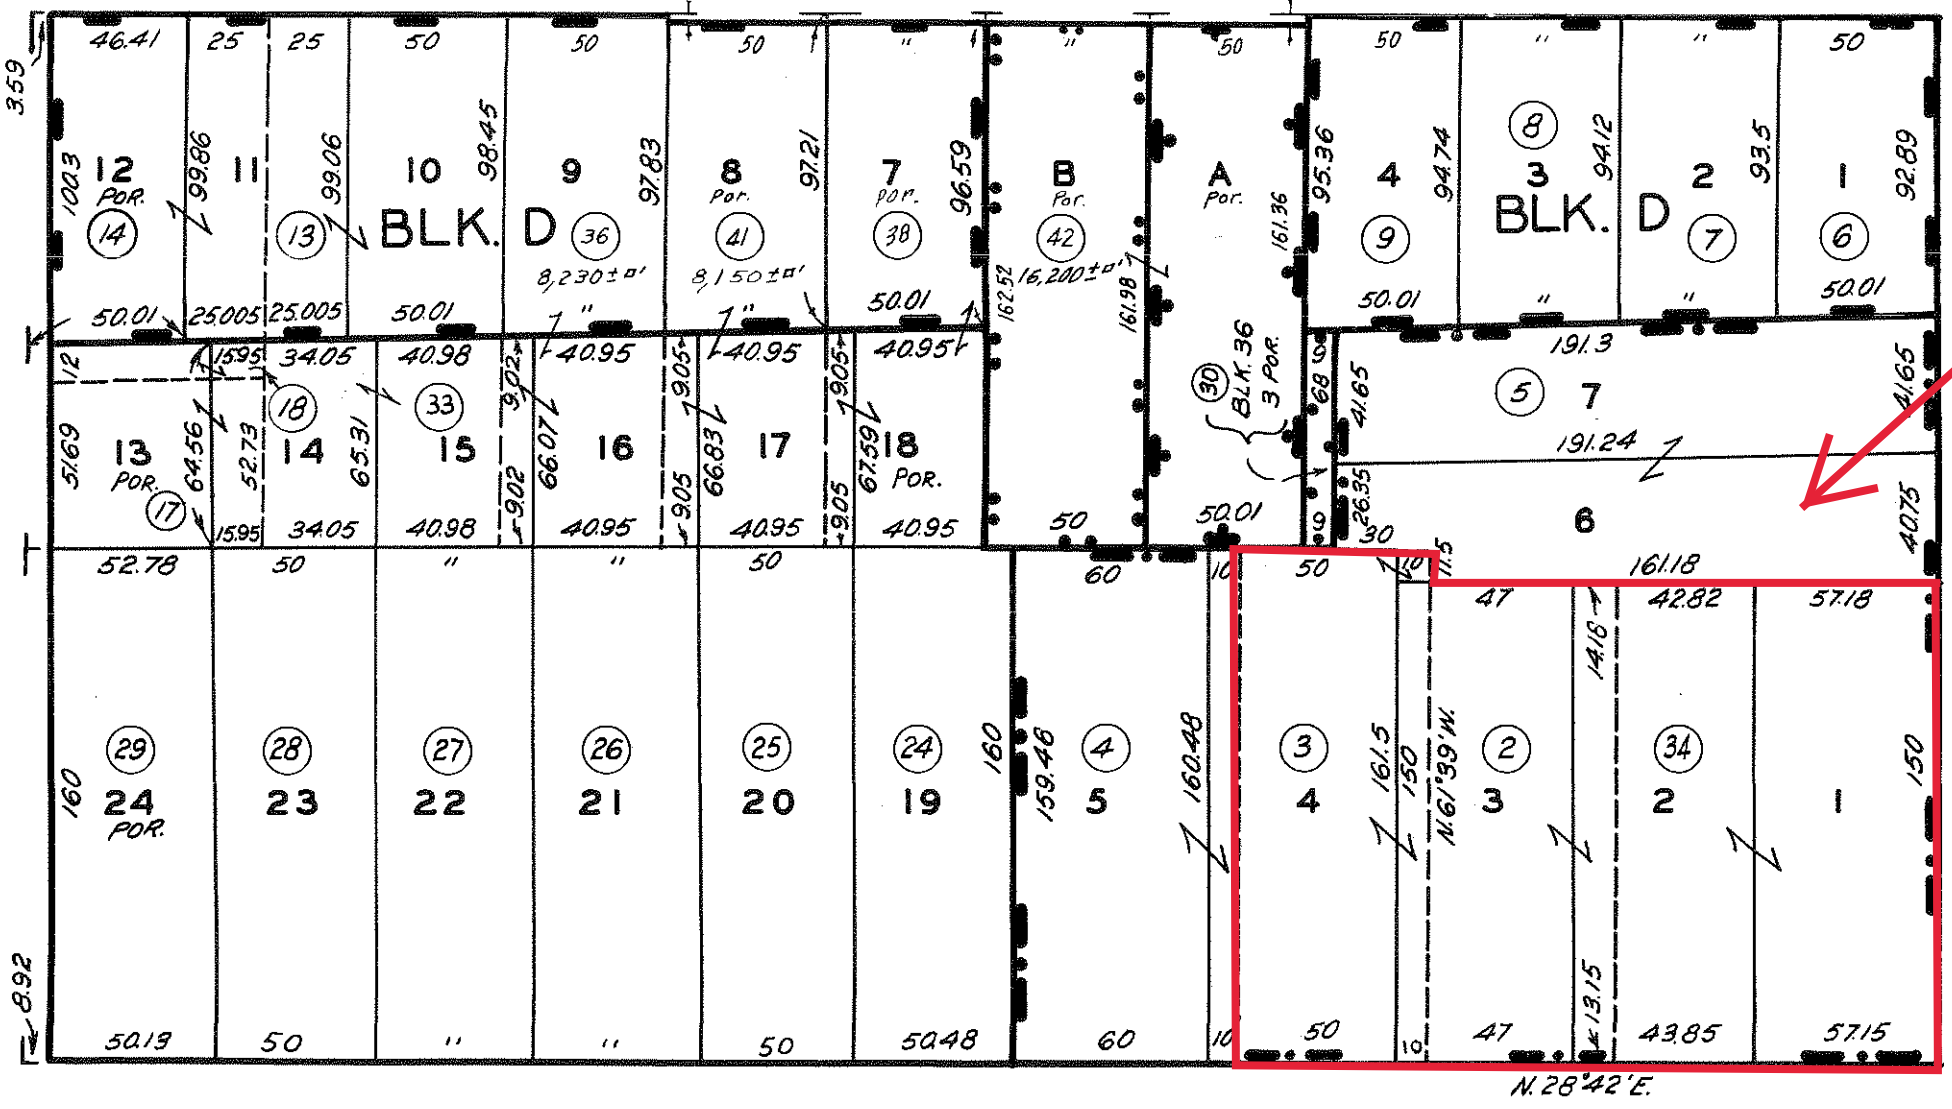 46.41 25 25 50 50 50 " 50 50 " " 50
3.59
100.3 99.86 99.06 98.45 97.83 97.21 96.59 95.36 94.74 94.12 93.5 92.89
12 11 10 9 8 7 B A 4 3 2 1
POR. Por. Por. Por. Por.
BLK. D BLK. D
14 13 36 41 38 42 9 8 7 6
8,230±□' 8,150±□' 16,200±□'
162.52 161.98 161.36
50.01 25.005 25.005 50.01 " " 50.01 50.01 " " 50.01
12 15.95 34.05 40.98 9.02 40.95 9.05 40.95 9.05 40.95
18 33 30 BLK. 36
3 POR.
9 68 9
41.65 191.3 41.65
5 7
191.24
51.69 64.56 52.73 65.31 66.07 66.83 67.59
13 14 15 16 17 18
POR. POR.
17
15.95 34.05 40.98 9.02 40.95 9.05 40.95 9.05 40.95 50 50.01
26.35 30 6 40.75
11.5 161.18
52.78 50 " " 50 60 10 50 10
47 14.18 42.82 57.18
29 28 27 26 25 24 4 3 2 34
160 160 159.46 160.48 161.5 150 N.61°39'W. 150
24 23 22 21 20 19 5 4 3 2 1
POR.
8.92
50.13 50 " " 50 50.48 60 10 50 10 47 13.15 43.85 57.15
N. 28°42'E.